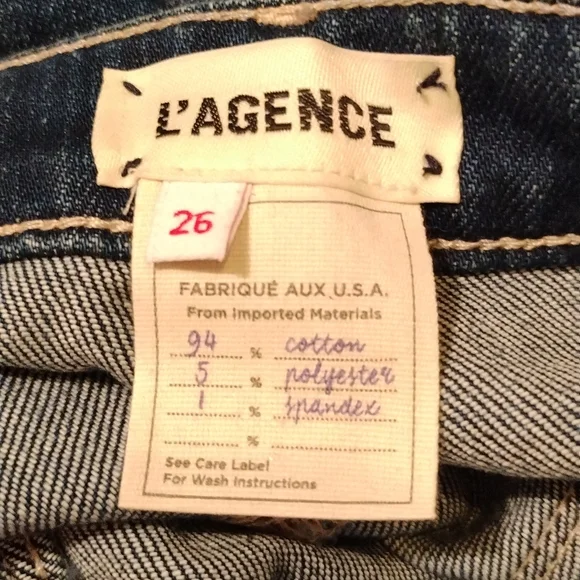 L'AGENCE
26
FABRIQUÉ AUX U.S.A.
From Imported Materials
94 % cotton
5 % polyester
1 % spandex
%
See Care Label
For Wash Instructions